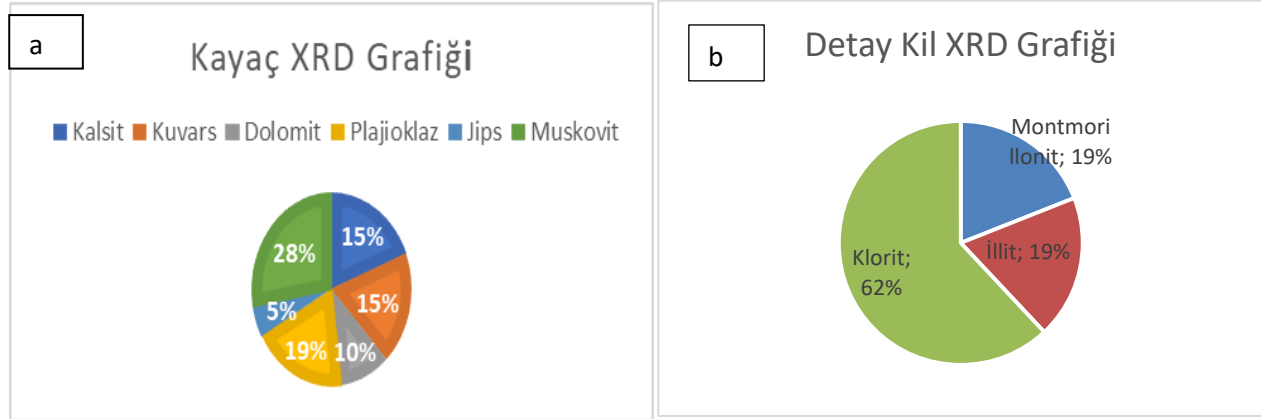 a
Kayaç XRD Grafiği
Kalsit Kuvars Dolomit Plajioklaz Jips Muskovit
28%
15%
5%
15%
19%
10%
b
Detay Kil XRD Grafiği
Montmori
llonit; 19%
Klorit;
62%
İllit; 19%